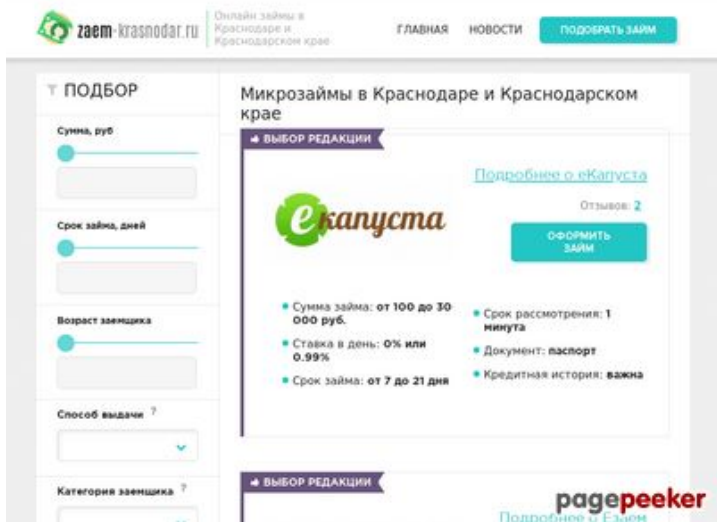 zaem-krasnodar.ru
Онлайн займы в
Краснодаре и
Краснодарском крае
ГЛАВНАЯ НОВОСТИ ПОДОБРАТЬ ЗАЙМ
ПОДБОР
Сумма, руб
Срок займа, дней
Возраст заемщика
Способ выдачи ?
Категория заемщика ?
Микрозаймы в Краснодаре и Краснодарском
крае
ВЫБОР РЕДАКЦИИ
екапуста
Подробнее о еКапуста
Отзывов: 2
ОФОРМИТЬ
ЗАЙМ
Сумма займа: от 100 до 30
000 руб.
Ставка в день: 0% или
0.99%
Срок займа: от 7 до 21 дня
Срок рассмотрения: 1
минута
Документ: паспорт
Кредитная история: важна
ВЫБОР РЕДАКЦИИ
Подробнее о Езаем
pagepeeker